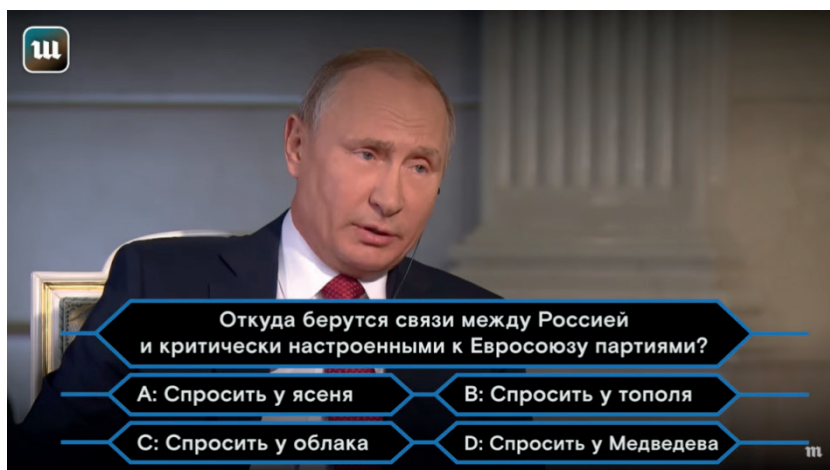 ш
Откуда берутся связи между Россией
и критически настроенными к Евросоюзу партиями?
A: Спросить у ясеня
B: Спросить у тополя
C: Спросить у облака
D: Спросить у Медведева